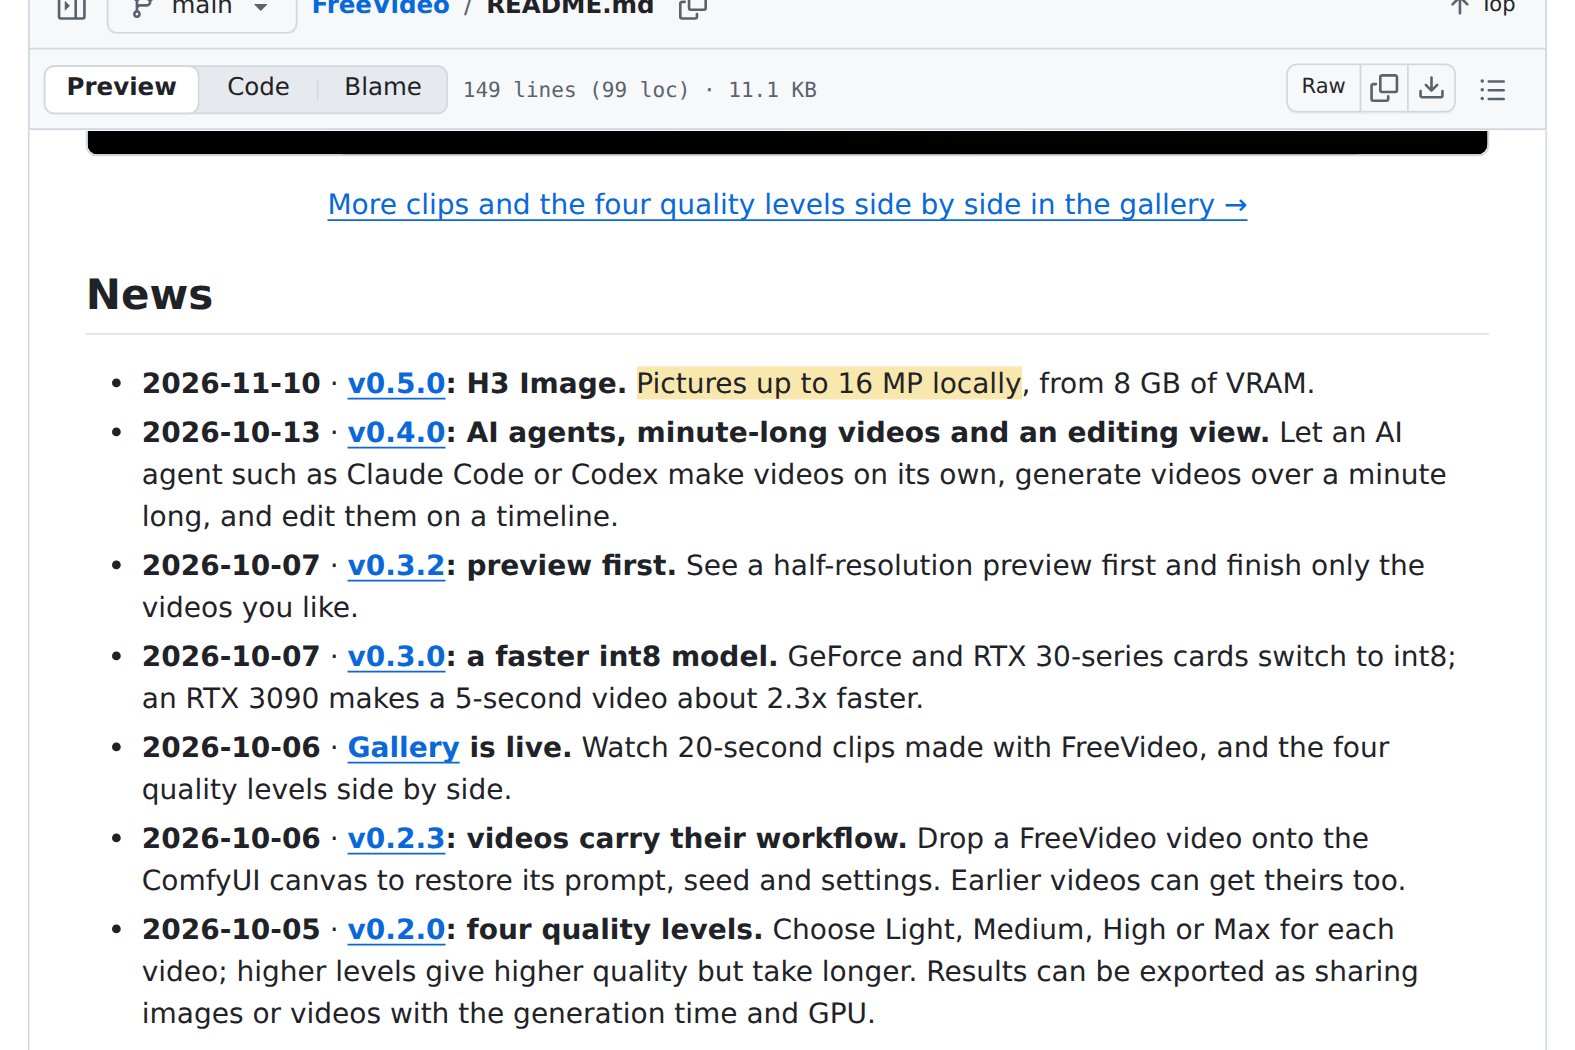 main FreeVideo / README.md Top
Preview Code Blame 149 lines (99 loc) · 11.1 KB Raw
More clips and the four quality levels side by side in the gallery →
News
• 2026-11-10 · v0.5.0: H3 Image. Pictures up to 16 MP locally, from 8 GB of VRAM.
• 2026-10-13 · v0.4.0: AI agents, minute-long videos and an editing view. Let an AI
agent such as Claude Code or Codex make videos on its own, generate videos over a minute
long, and edit them on a timeline.
• 2026-10-07 · v0.3.2: preview first. See a half-resolution preview first and finish only the
videos you like.
• 2026-10-07 · v0.3.0: a faster int8 model. GeForce and RTX 30-series cards switch to int8;
an RTX 3090 makes a 5-second video about 2.3x faster.
• 2026-10-06 · Gallery is live. Watch 20-second clips made with FreeVideo, and the four
quality levels side by side.
• 2026-10-06 · v0.2.3: videos carry their workflow. Drop a FreeVideo video onto the
ComfyUI canvas to restore its prompt, seed and settings. Earlier videos can get theirs too.
• 2026-10-05 · v0.2.0: four quality levels. Choose Light, Medium, High or Max for each
video; higher levels give higher quality but take longer. Results can be exported as sharing
images or videos with the generation time and GPU.